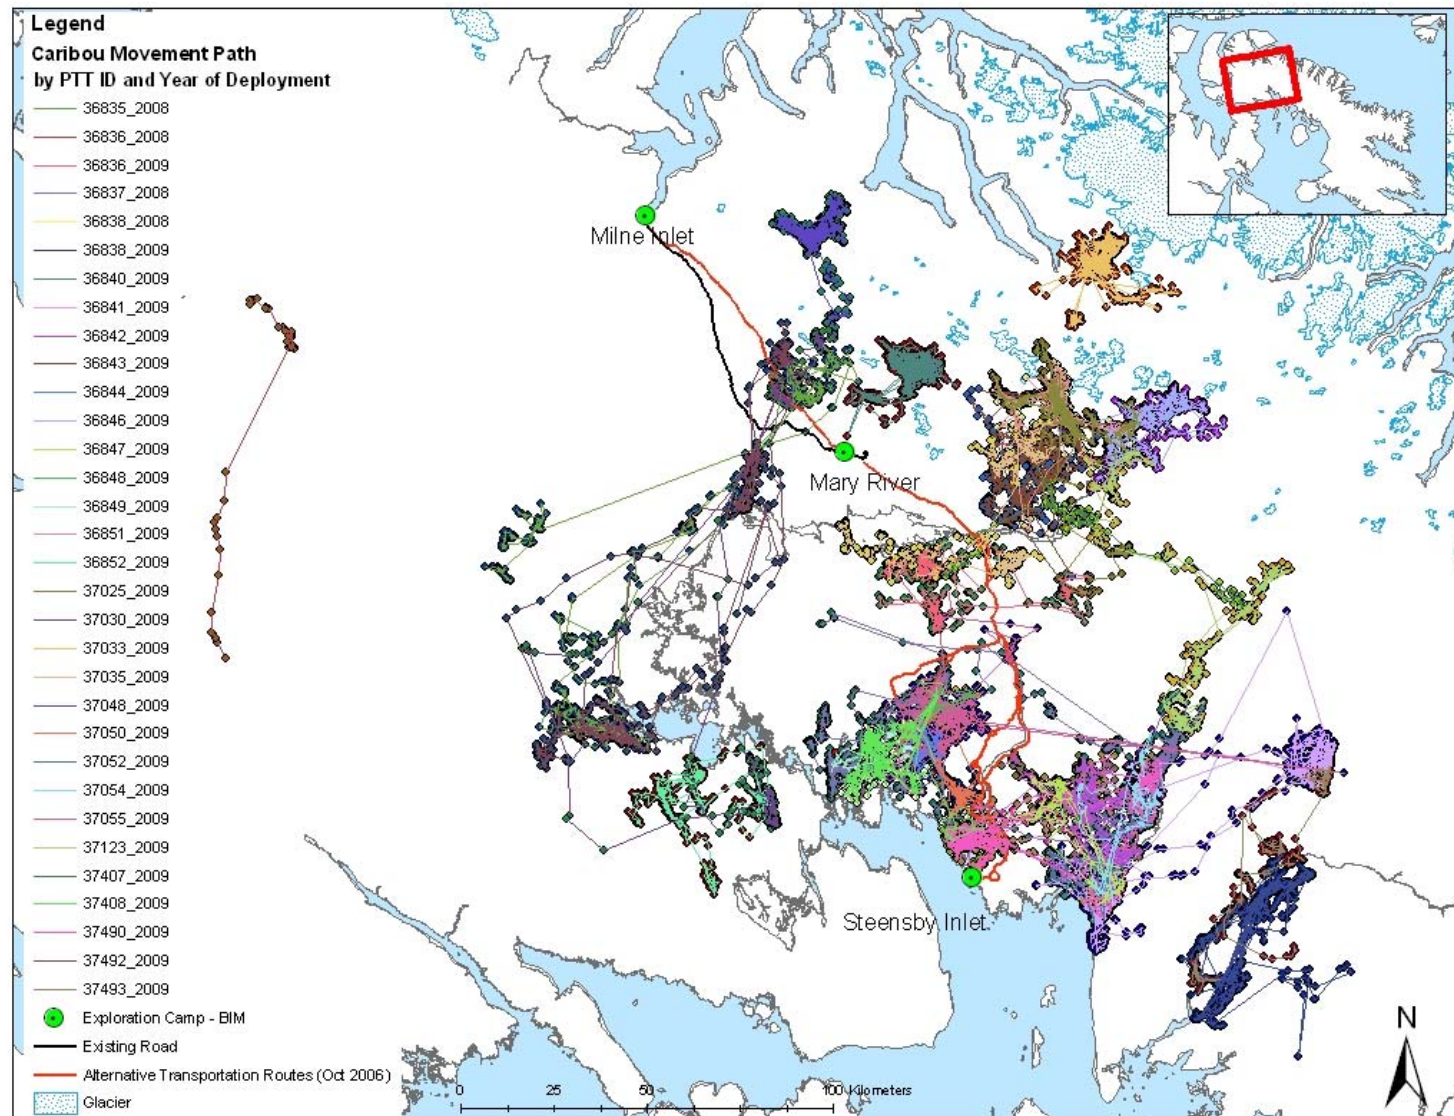 Legend
Caribou Movement Path
by PTT ID and Year of Deployment
36835_2008
36836_2008
36836_2009
36837_2008
36838_2008
36838_2009
36840_2009
36841_2009
36842_2009
36843_2009
36844_2009
36846_2009
36847_2009
36848_2009
36849_2009
36851_2009
36852_2009
37025_2009
37030_2009
37033_2009
37035_2009
37048_2009
37050_2009
37052_2009
37054_2009
37055_2009
37123_2009
37407_2009
37408_2009
37490_2009
37492_2009
37493_2009
Exploration Camp - BIM
Existing Road
Alternative Transportation Routes (Oct 2006)
Glacier
Milne Inlet
Mary River
Steensby Inlet
0 25 50 100 Kilometers
N